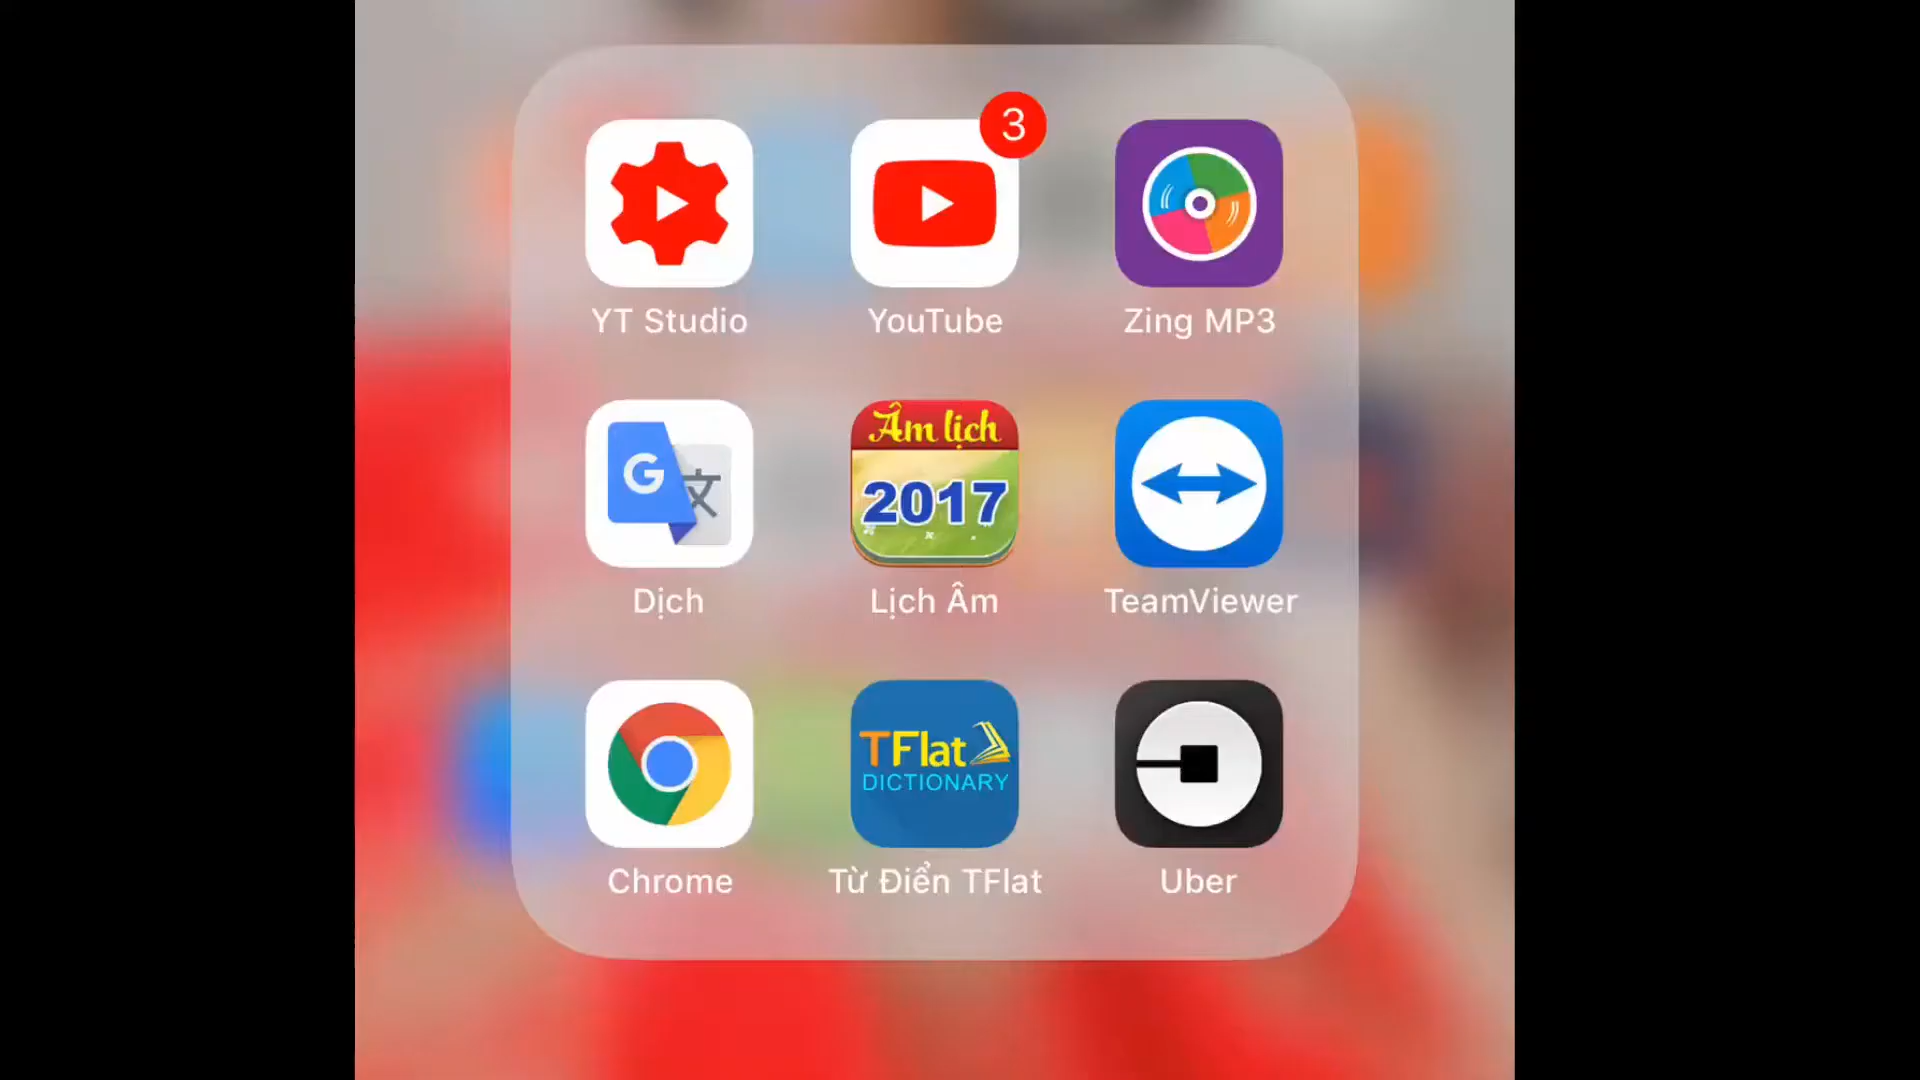 3
YT Studio
YouTube
Zing MP3
G 文
Âm lịch
2017
Dịch
Lịch Âm
TeamViewer
TFlat
DICTIONARY
Chrome
Từ Điển TFlat
Uber